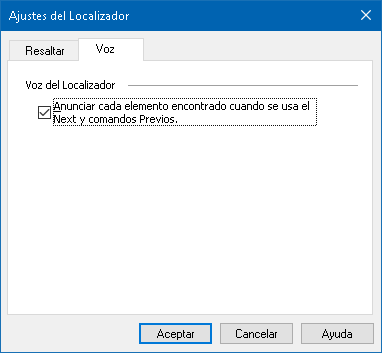 Ajustes del Localizador
Resaltar
Voz
Voz del Localizador
Anunciar cada elemento encontrado cuando se usa el
Next y comandos Previos.
Aceptar
Cancelar
Ayuda